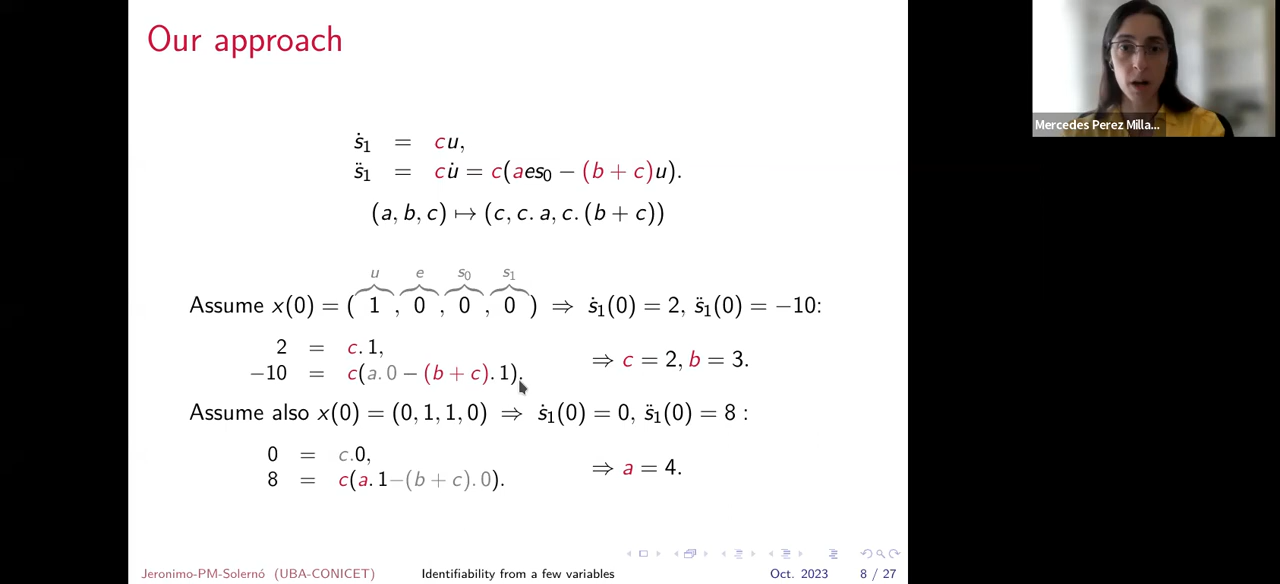 Our approach
ṡ₁ = cu,
s̈₁ = cu̇ = c(aes₀ − (b + c)u).
(a, b, c) ↦ (c, c. a, c. (b + c))
u e s₀ s₁
Assume x(0) = ( 1 , 0 , 0 , 0 ) ⇒ ṡ₁(0) = 2, s̈₁(0) = −10:
2 = c. 1,
−10 = c(a. 0 − (b + c). 1).
⇒ c = 2, b = 3.
Assume also x(0) = (0, 1, 1, 0) ⇒ ṡ₁(0) = 0, s̈₁(0) = 8 :
0 = c.0,
8 = c(a. 1−(b + c). 0).
⇒ a = 4.
Jeronimo-PM-Solernó (UBA-CONICET) Identifiability from a few variables Oct. 2023 8 / 27
Mercedes Perez Milla...